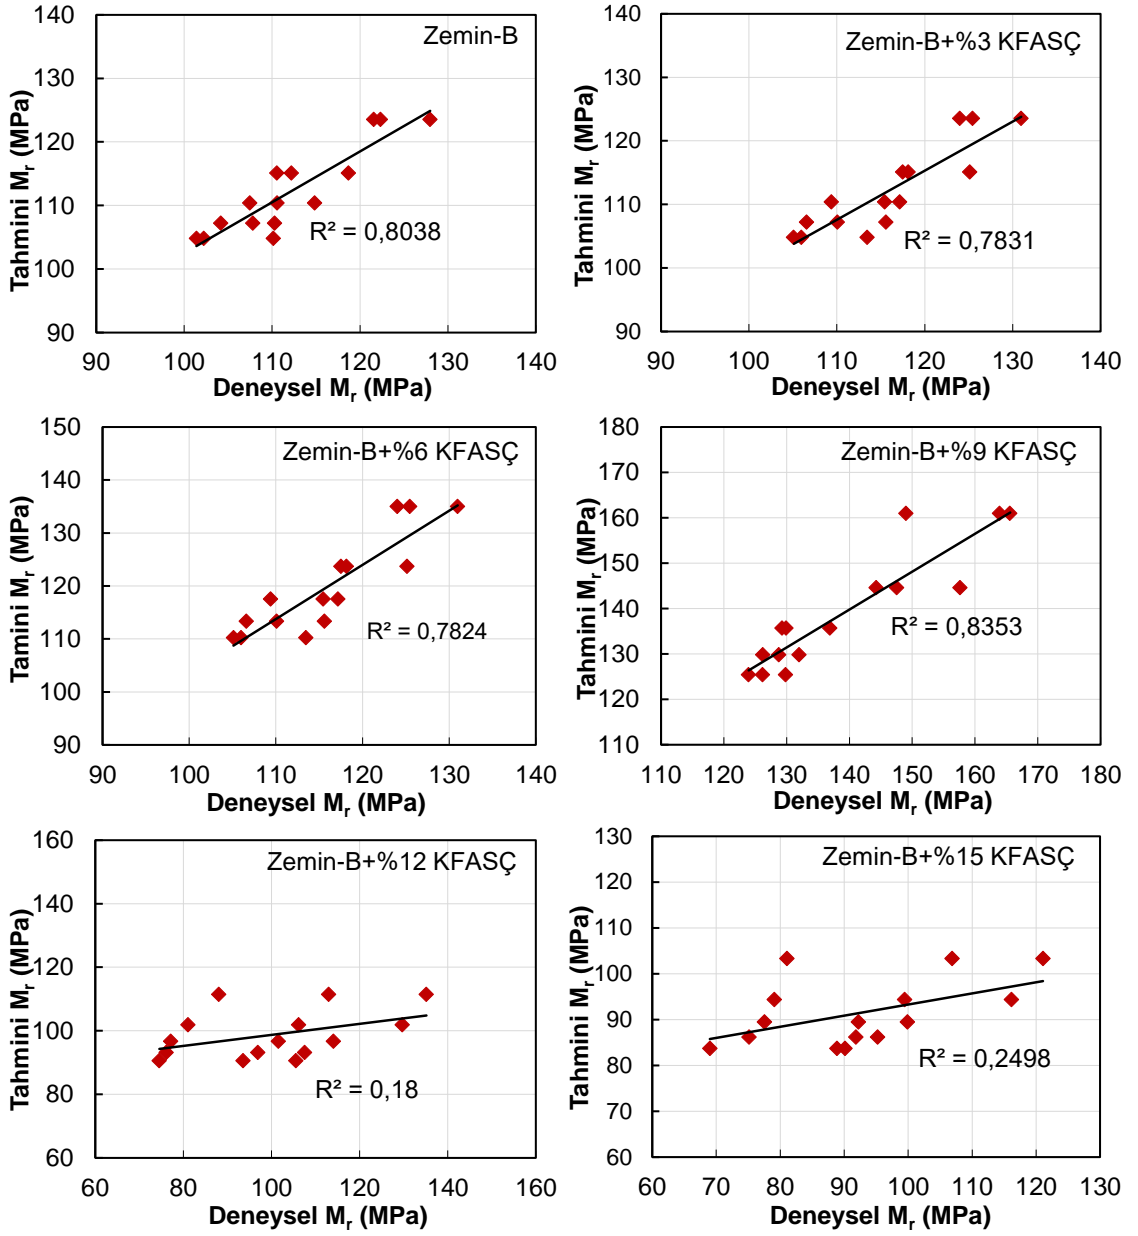 Zemin-B
Tahmini Mr (MPa)
140
130
120
110
100
90
R² = 0,8038
90 100 110 120 130 140
Deneysel Mr (MPa)
Zemin-B+%3 KFASÇ
Tahmini Mr (MPa)
140
130
120
110
100
90
R² = 0,7831
90 100 110 120 130 140
Deneysel Mr (MPa)
Zemin-B+%6 KFASÇ
Tamini Mr (MPa)
150
140
130
120
110
100
90
R² = 0,7824
90 100 110 120 130 140
Deneysel Mr (MPa)
Zemin-B+%9 KFASÇ
Tahmini Mr (MPa)
180
170
160
150
140
130
120
110
R² = 0,8353
110 120 130 140 150 160 170 180
Deneysel Mr (MPa)
Zemin-B+%12 KFASÇ
Tahmini Mr (MPa)
160
140
120
100
80
60
R² = 0,18
60 80 100 120 140 160
Deneysel Mr (MPa)
Zemin-B+%15 KFASÇ
Tahmini Mr (MPa)
130
120
110
100
90
80
70
60
R² = 0,2498
60 70 80 90 100 110 120 130
Deneysel Mr (MPa)